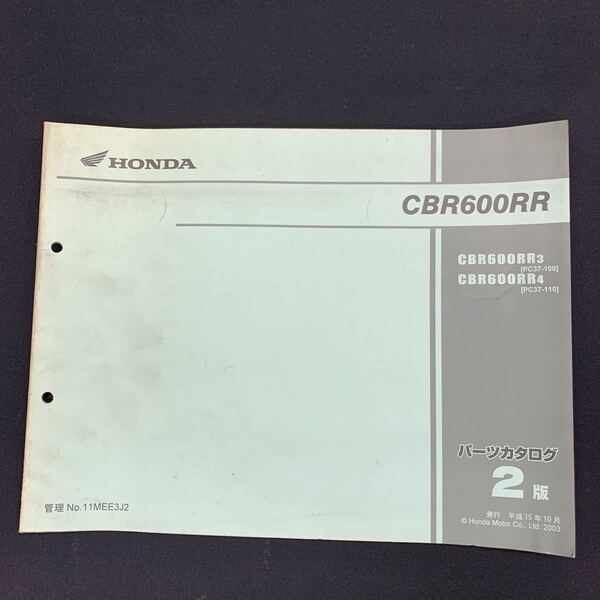 HONDA
CBR600RR
CBR600RR3
[PC37-100]
CBR600RR4
[PC37-110]
パーツカタログ
2版
管理 No.11MEE3J2
発行 平成15年10月
© Honda Motor Co., Ltd. 2003